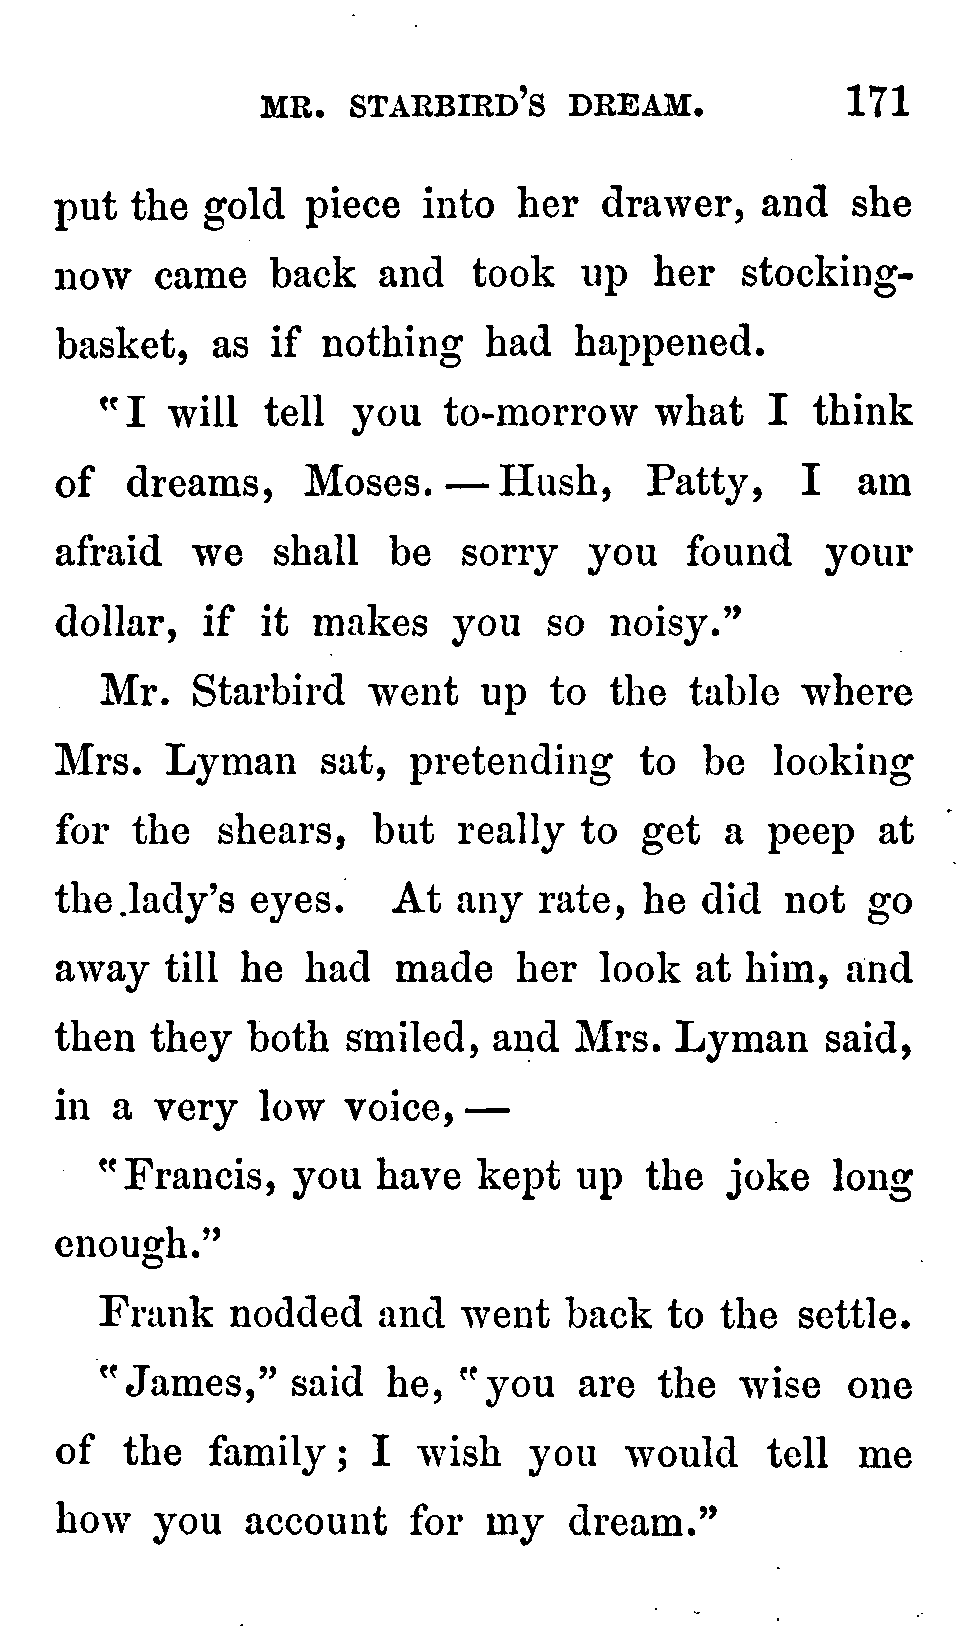 MR. STARBIRD'S DREAM. 171
put the gold piece into her drawer, and she
now came back and took up her stocking-
basket, as if nothing had happened.
"I will tell you to-morrow what I think
of dreams, Moses. — Hush, Patty, I am
afraid we shall be sorry you found your
dollar, if it makes you so noisy."
Mr. Starbird went up to the table where
Mrs. Lyman sat, pretending to be looking
for the shears, but really to get a peep at
the lady's eyes. At any rate, he did not go
away till he had made her look at him, and
then they both smiled, and Mrs. Lyman said,
in a very low voice, —
"Francis, you have kept up the joke long
enough."
Frank nodded and went back to the settle.
"James," said he, "you are the wise one
of the family; I wish you would tell me
how you account for my dream."